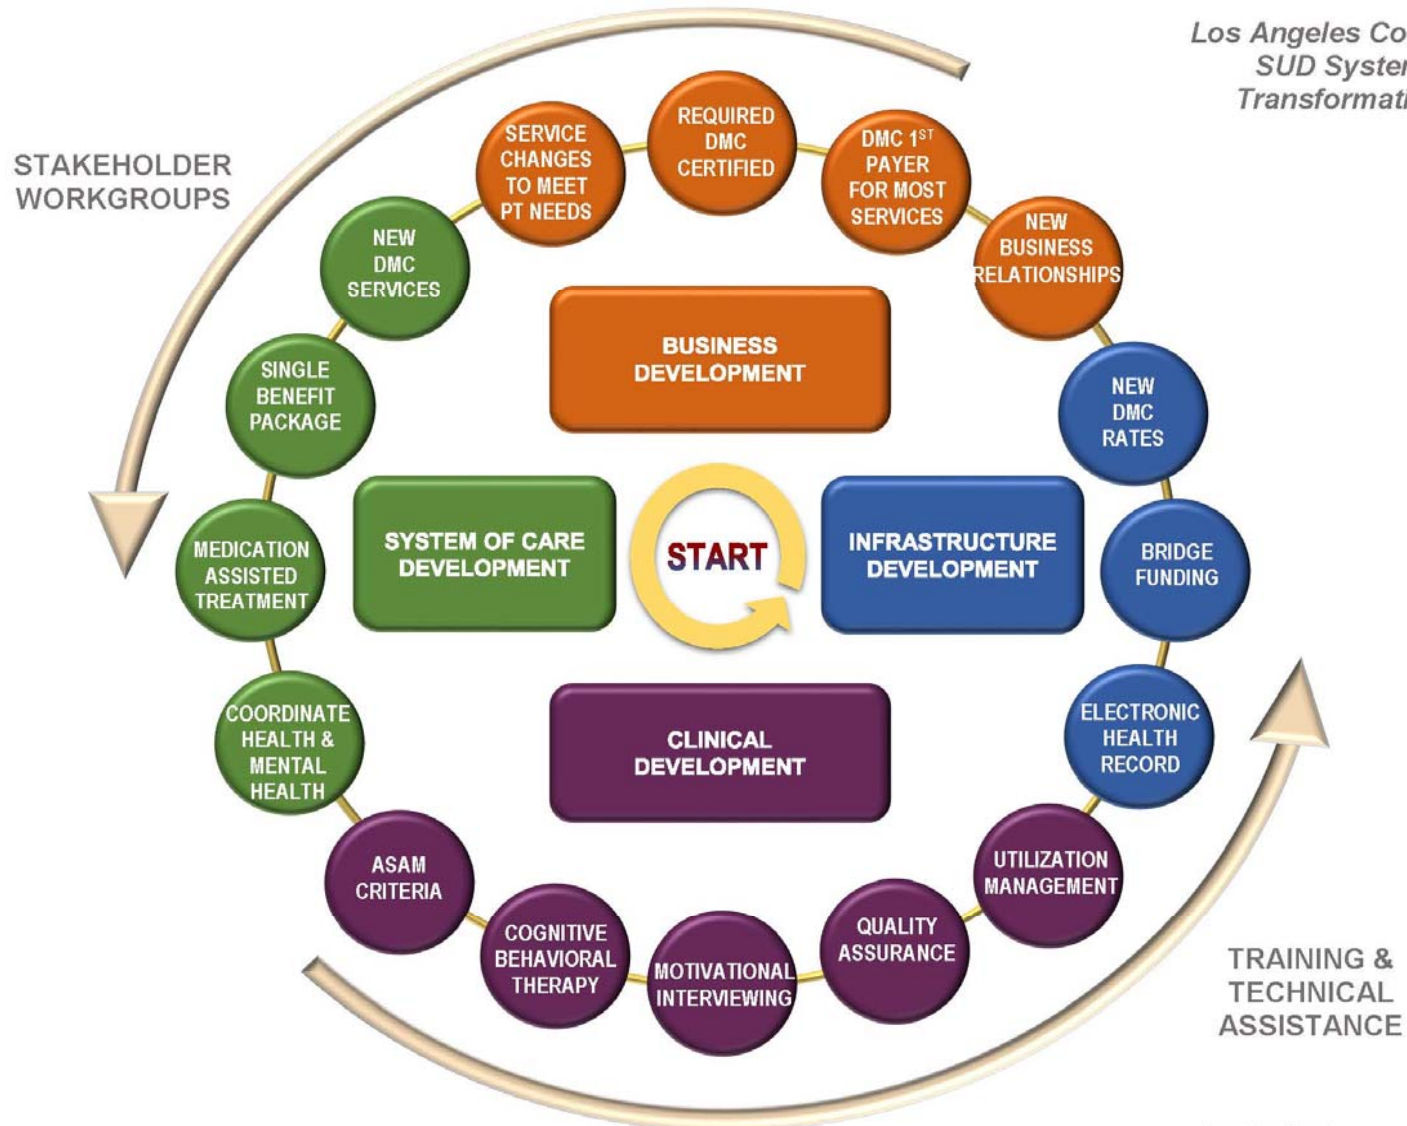 Los Angeles Co
SUD System
Transformati
STAKEHOLDER
WORKGROUPS
SERVICE
CHANGES
TO MEET
PT NEEDS
REQUIRED
DMC
CERTIFIED
DMC 1ST
PAYER
FOR MOST
SERVICES
NEW
BUSINESS
RELATIONSHIPS
NEW
DMC
SERVICES
BUSINESS
DEVELOPMENT
SINGLE
BENEFIT
PACKAGE
NEW
DMC
RATES
MEDICATION
ASSISTED
TREATMENT
SYSTEM OF CARE
DEVELOPMENT
START
INFRASTRUCTURE
DEVELOPMENT
BRIDGE
FUNDING
COORDINATE
HEALTH &
MENTAL
HEALTH
CLINICAL
DEVELOPMENT
ELECTRONIC
HEALTH
RECORD
ASAM
CRITERIA
COGNITIVE
BEHAVIORAL
THERAPY
MOTIVATIONAL
INTERVIEWING
QUALITY
ASSURANCE
UTILIZATION
MANAGEMENT
TRAINING &
TECHNICAL
ASSISTANCE